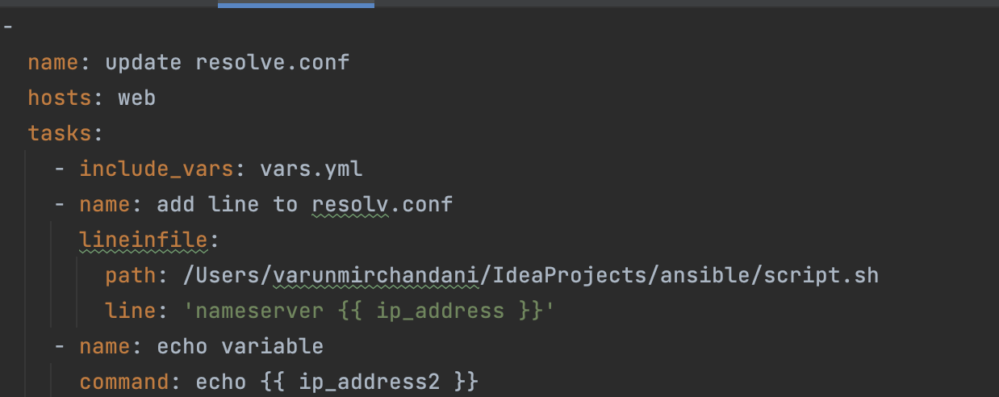 -
name: update resolve.conf
hosts: web
tasks:
- include_vars: vars.yml
- name: add line to resolv.conf
lineinfile:
path: /Users/varunmirchandani/IdeaProjects/ansible/script.sh
line: 'nameserver {{ ip_address }}'
- name: echo variable
command: echo {{ ip_address2 }}